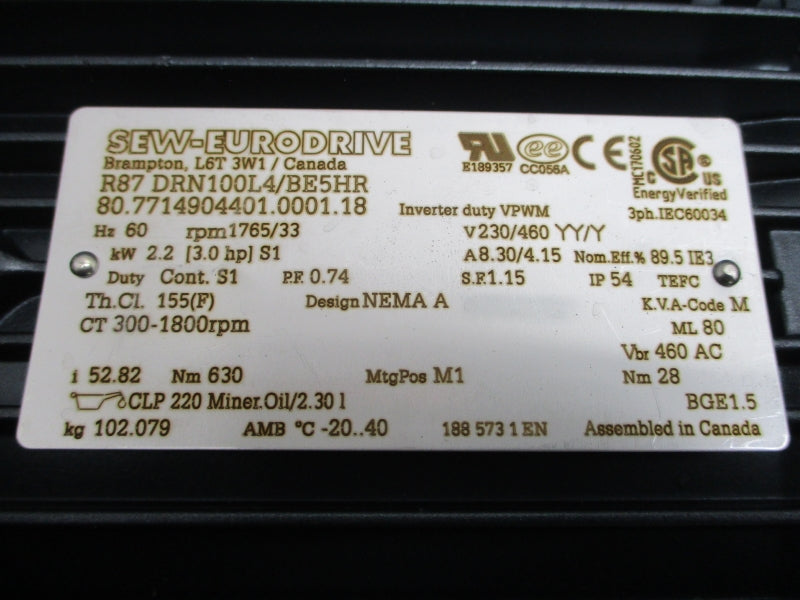 SEW-EURODRIVE
Brampton, L6T 3W1 / Canada
R87 DRN100L4/BE5HR
80.7714904401.0001.18 Inverter duty VPWM
E189357 ee CC056A CE MC170602 CSA C US
EnergyVerified
3ph.IEC60034
Hz 60 rpm 1765/33 V 230/460 YY/Y
kW 2.2 [3.0 hp] S1 A 8.30/4.15 Nom.Eff.% 89.5 IE3
Duty Cont. S1 P.F. 0.74 S.F. 1.15 IP 54 TEFC
Th.Cl. 155(F) Design NEMA A K.V.A-Code M
CT 300-1800rpm ML 80
Vbr 460 AC
i 52.82 Nm 630 MtgPos M1 Nm 28
CLP 220 Miner.Oil/2.30 l BGE1.5
kg 102.079 AMB °C -20..40 188 573 1 EN Assembled in Canada